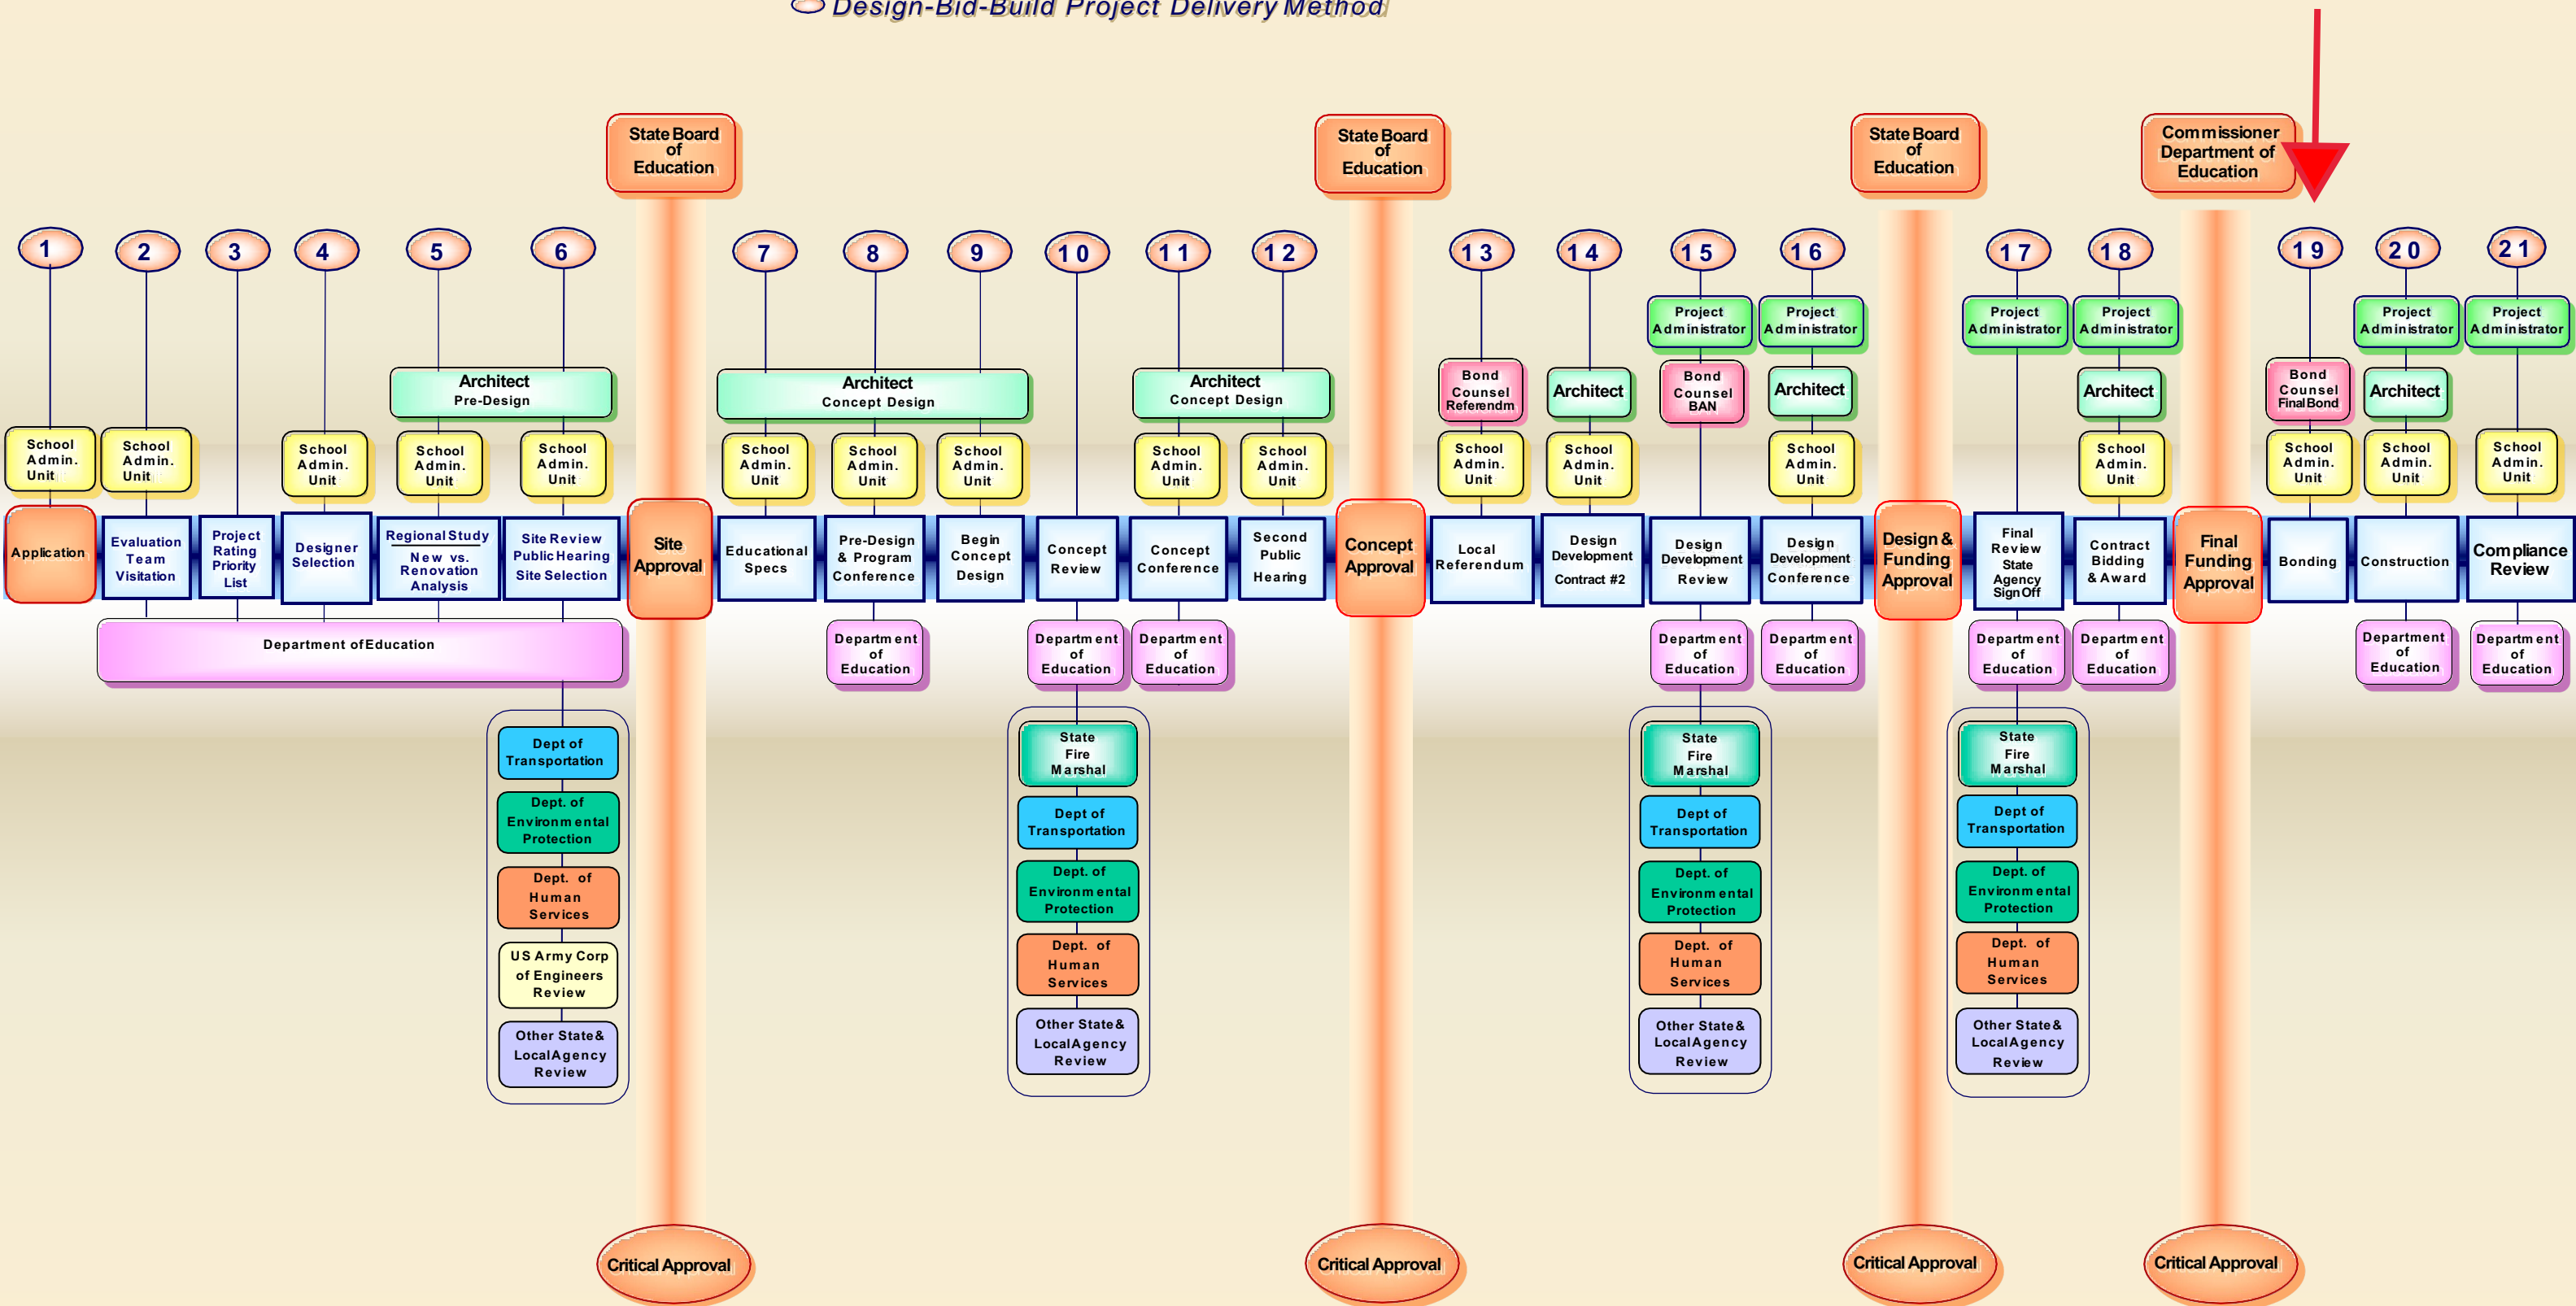 Design-Bid-Build Project Delivery Method
State Board
of
Education
State Board
of
Education
State Board
of
Education
Commissioner
Department of
Education
1 2 3 4 5 6 7 8 9 10 11 12 13 14 15 16 17 18 19 20 21
Project
Administrator
Project
Administrator
Project
Administrator
Project
Administrator
Project
Administrator
Project
Administrator
Architect
Pre-Design
Architect
Concept Design
Architect
Concept Design
Bond
Counsel
Referendm
Architect
Bond
Counsel
BAN
Architect
Architect
Bond
Counsel
Final Bond
Architect
School
Admin.
Unit
School
Admin.
Unit
School
Admin.
Unit
School
Admin.
Unit
School
Admin.
Unit
School
Admin.
Unit
School
Admin.
Unit
School
Admin.
Unit
School
Admin.
Unit
School
Admin.
Unit
School
Admin.
Unit
School
Admin.
Unit
School
Admin.
Unit
School
Admin.
Unit
School
Admin.
Unit
School
Admin.
Unit
School
Admin.
Unit
Application
Evaluation
Team
Visitation
Project
Rating
Priority
List
Designer
Selection
Regional Study
New vs.
Renovation
Analysis
Site Review
Public Hearing
Site Selection
Site
Approval
Educational
Specs
Pre-Design
& Program
Conference
Begin
Concept
Design
Concept
Review
Concept
Conference
Second
Public
Hearing
Concept
Approval
Local
Referendum
Design
Development
Contract #2
Design
Development
Review
Design
Development
Conference
Design &
Funding
Approval
Final
Review
State
Agency
Sign Off
Contract
Bidding
& Award
Final
Funding
Approval
Bonding
Construction
Compliance
Review
Department of Education
Department
of
Education
Department
of
Education
Department
of
Education
Department
of
Education
Department
of
Education
Department
of
Education
Department
of
Education
Department
of
Education
Department
of
Education
Dept of
Transportation
Dept. of
Environmental
Protection
Dept. of
Human
Services
US Army Corp
of Engineers
Review
Other State &
Local Agency
Review
State
Fire
Marshal
Dept of
Transportation
Dept. of
Environmental
Protection
Dept. of
Human
Services
Other State &
Local Agency
Review
State
Fire
Marshal
Dept of
Transportation
Dept. of
Environmental
Protection
Dept. of
Human
Services
Other State &
Local Agency
Review
State
Fire
Marshal
Dept of
Transportation
Dept. of
Environmental
Protection
Dept. of
Human
Services
Other State &
Local Agency
Review
Critical Approval
Critical Approval
Critical Approval
Critical Approval